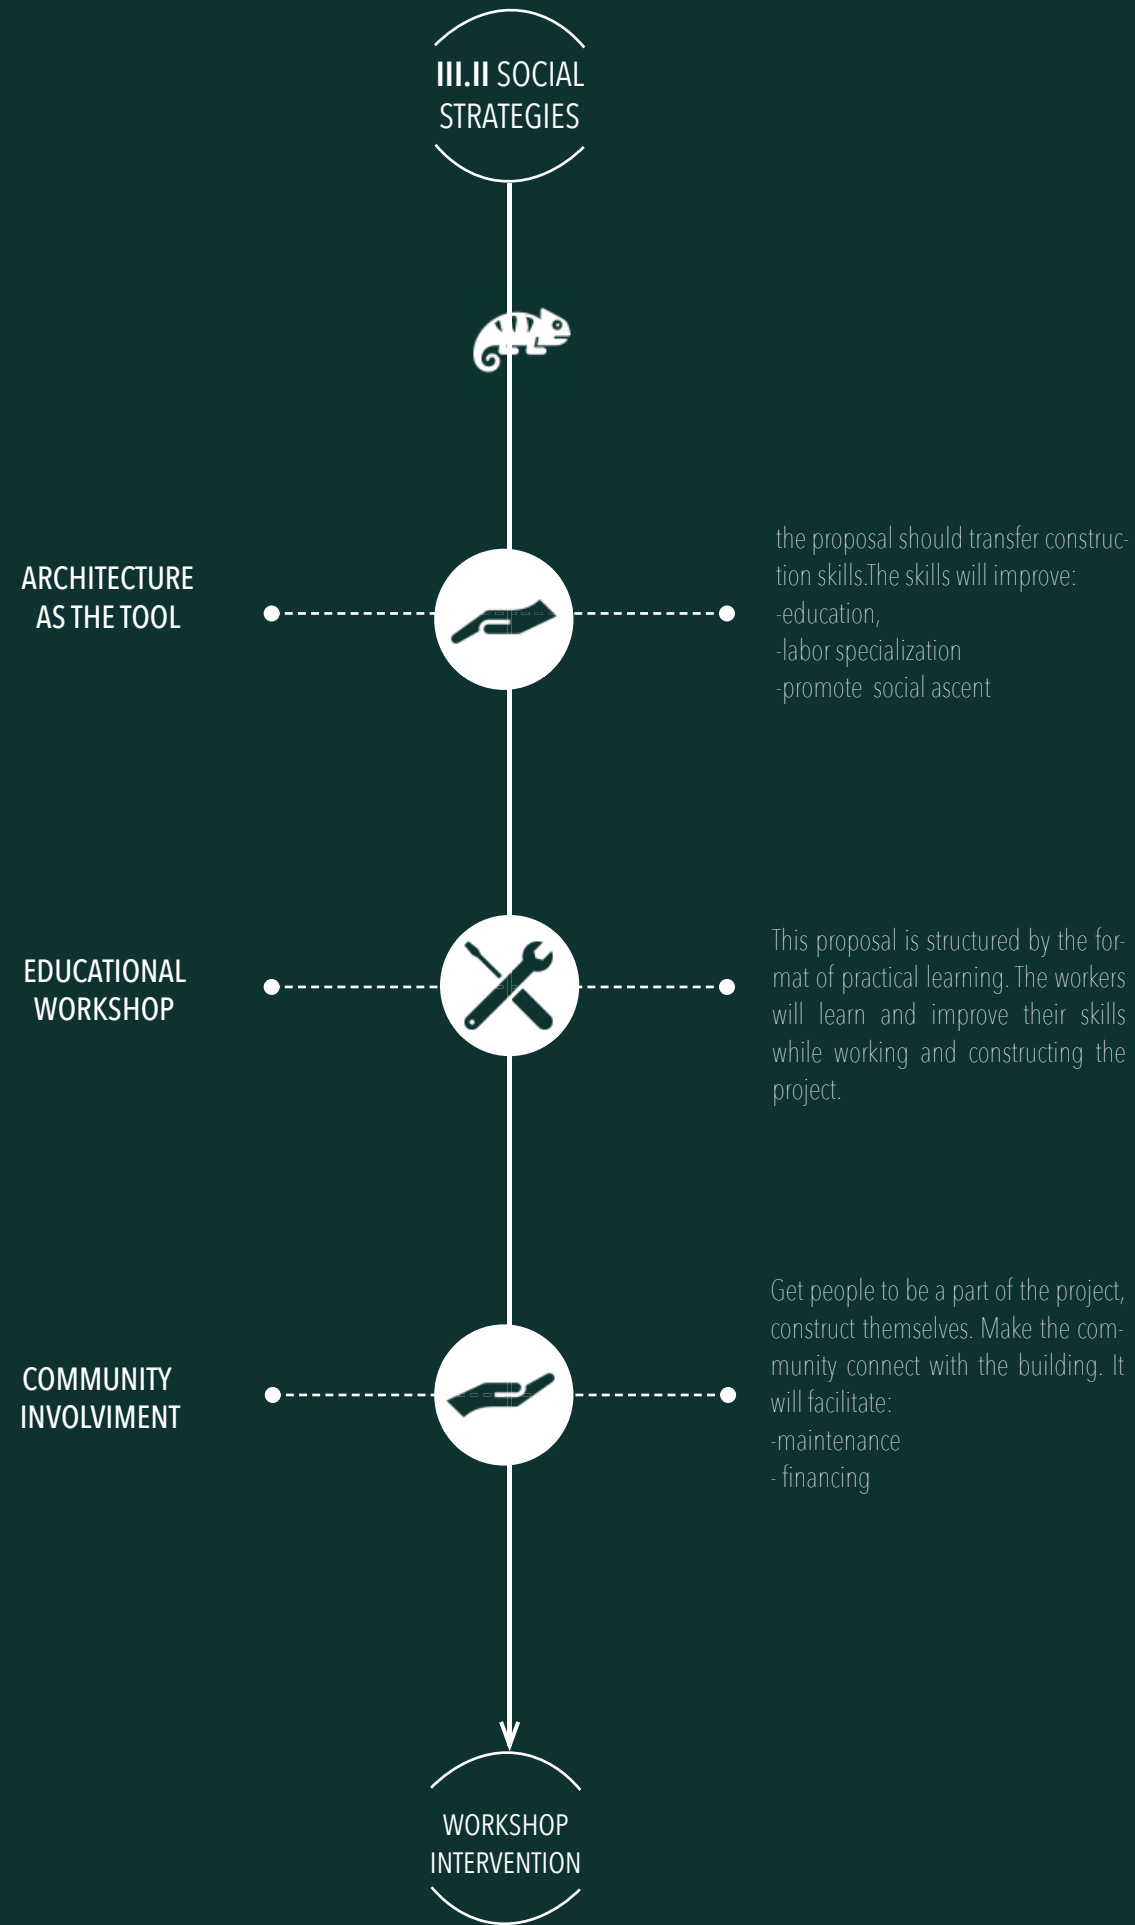 III.II SOCIAL
STRATEGIES
ARCHITECTURE
AS THE TOOL
the proposal should transfer construc-
tion skills.The skills will improve:
-education,
-labor specialization
-promote social ascent
EDUCATIONAL
WORKSHOP
This proposal is structured by the for-
mat of practical learning. The workers
will learn and improve their skills
while working and constructing the
project.
COMMUNITY
INVOLVIMENT
Get people to be a part of the project,
construct themselves. Make the com-
munity connect with the building. It
will facilitate:
-maintenance
- financing
WORKSHOP
INTERVENTION